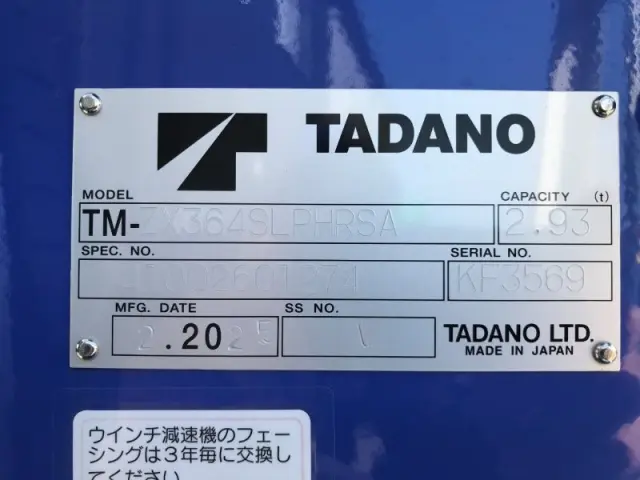 TADANO
MODEL
CAPACITY (t)
TM-ZX364SLPHRSA
2.93
SPEC. NO.
SERIAL NO.
KF3569
MFG. DATE
SS NO.
2.2025
\
TADANO LTD.
MADE IN JAPAN
ウインチ減速機のフェー
シングは3年毎に交換し
てください